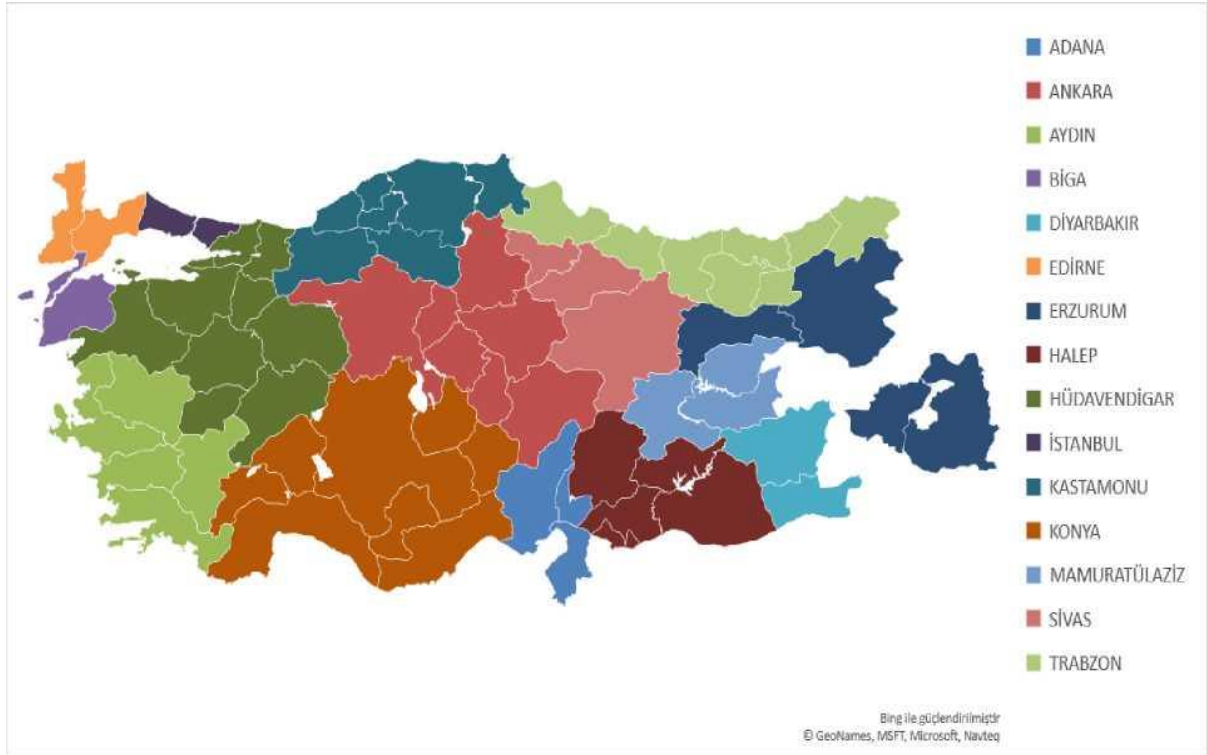 ADANA
ANKARA
AYDIN
BİGA
DİYARBAKIR
EDİRNE
ERZURUM
HALEP
HÜDAVENDİGAR
İSTANBUL
KASTAMONU
KONYA
MAMURATÜLAZİZ
SİVAS
TRABZON
Bing ile güçlendirilmiştir
© GeoNames, MSFT, Microsoft, Navteq